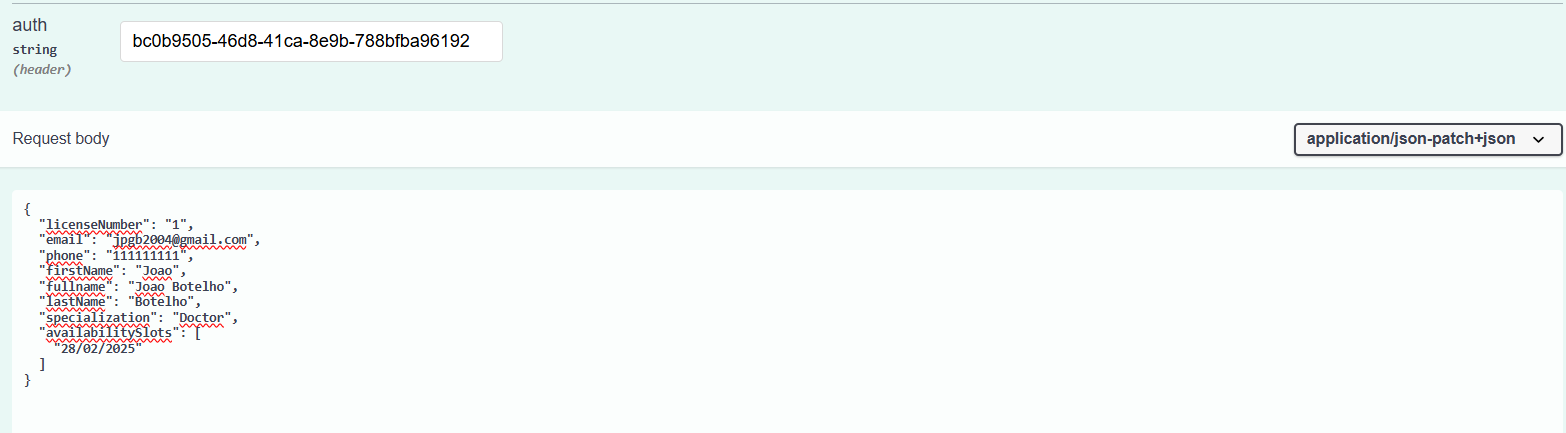 auth
bc0b9505-46d8-41ca-8e9b-788bfba96192
string
(header)
Request body
application/json-patch+json
{
"licenseNumber": "1",
"email": "jpgb2004@gmail.com",
"phone": "111111111",
"firstName": "Joao",
"fullname": "Joao Botelho",
"lastName": "Botelho",
"specialization": "Doctor",
"availabilitySlots": [
"28/02/2025"
]
}